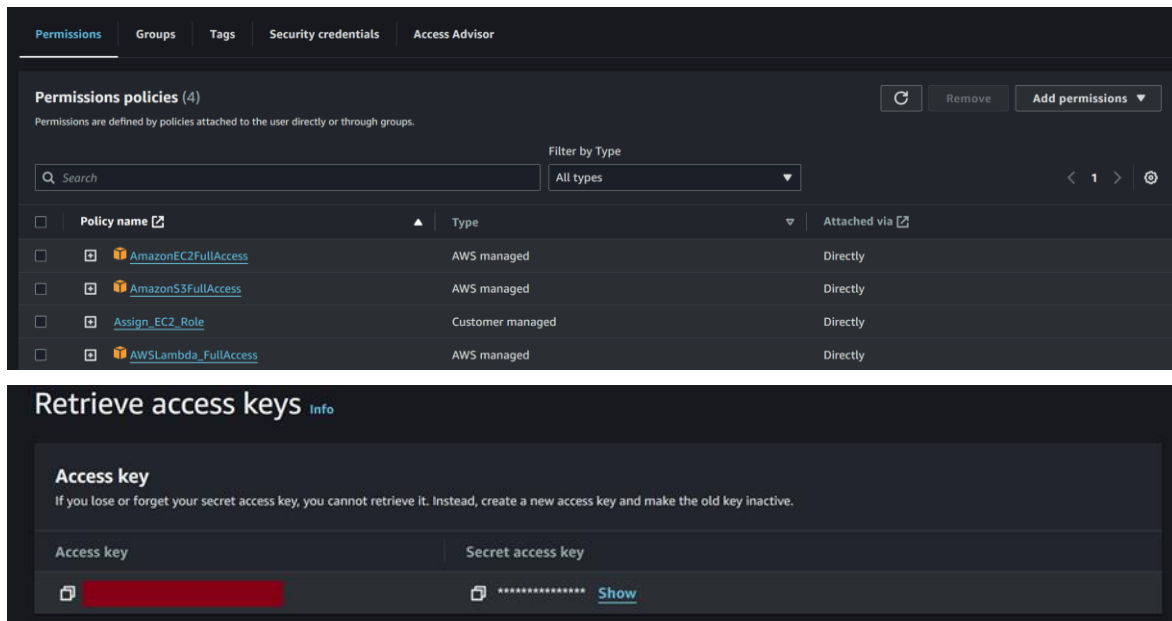 Permissions Groups Tags Security credentials Access Advisor
Permissions policies (4)
Remove
Add permissions
Permissions are defined by policies attached to the user directly or through groups.
Filter by Type
Search
All types
1
Policy name
Type
Attached via
AmazonEC2FullAccess AWS managed Directly
AmazonS3FullAccess AWS managed Directly
Assign_EC2_Role Customer managed Directly
AWSLambda_FullAccess AWS managed Directly
Retrieve access keys Info
Access key
If you lose or forget your secret access key, you cannot retrieve it. Instead, create a new access key and make the old key inactive.
Access key Secret access key
*************** Show